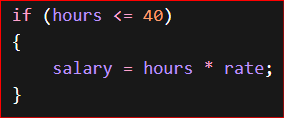 if (hours <= 40)
{
    salary = hours * rate;
}